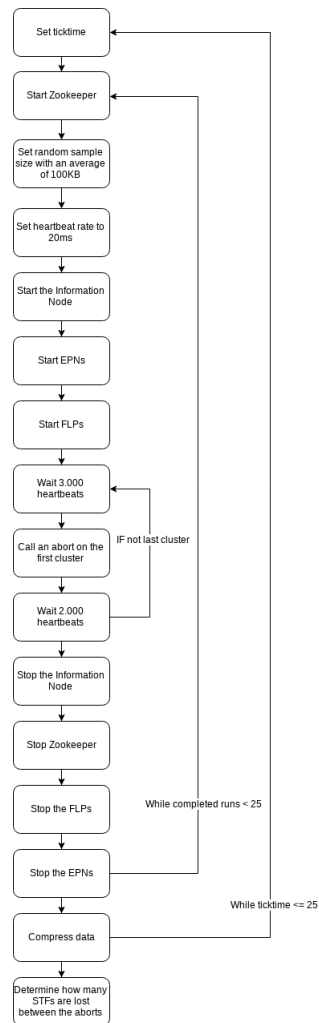 Set ticktime
Start Zookeeper
Set random sample
size with an average
of 100KB
Set heartbeat rate to
20ms
Start the Information
Node
Start EPNs
Start FLPs
Wait 3.000
heartbeats
IF not last cluster
Call an abort on the
first cluster
Wait 2.000
heartbeats
Stop the Information
Node
Stop Zookeeper
Stop the FLPs
While completed runs < 25
Stop the EPNs
While ticktime <= 25
Compress data
Determine how many
STFs are lost
between the aborts